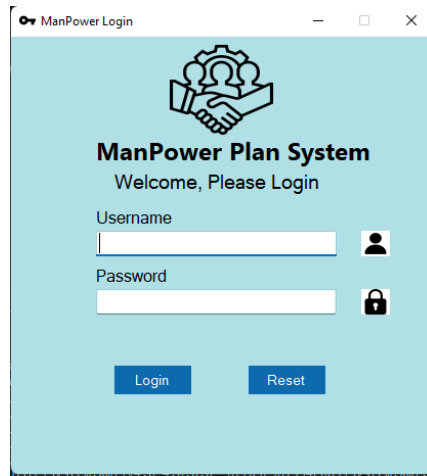 ManPower Login
ManPower Plan System
Welcome, Please Login
Username
Password
Login Reset